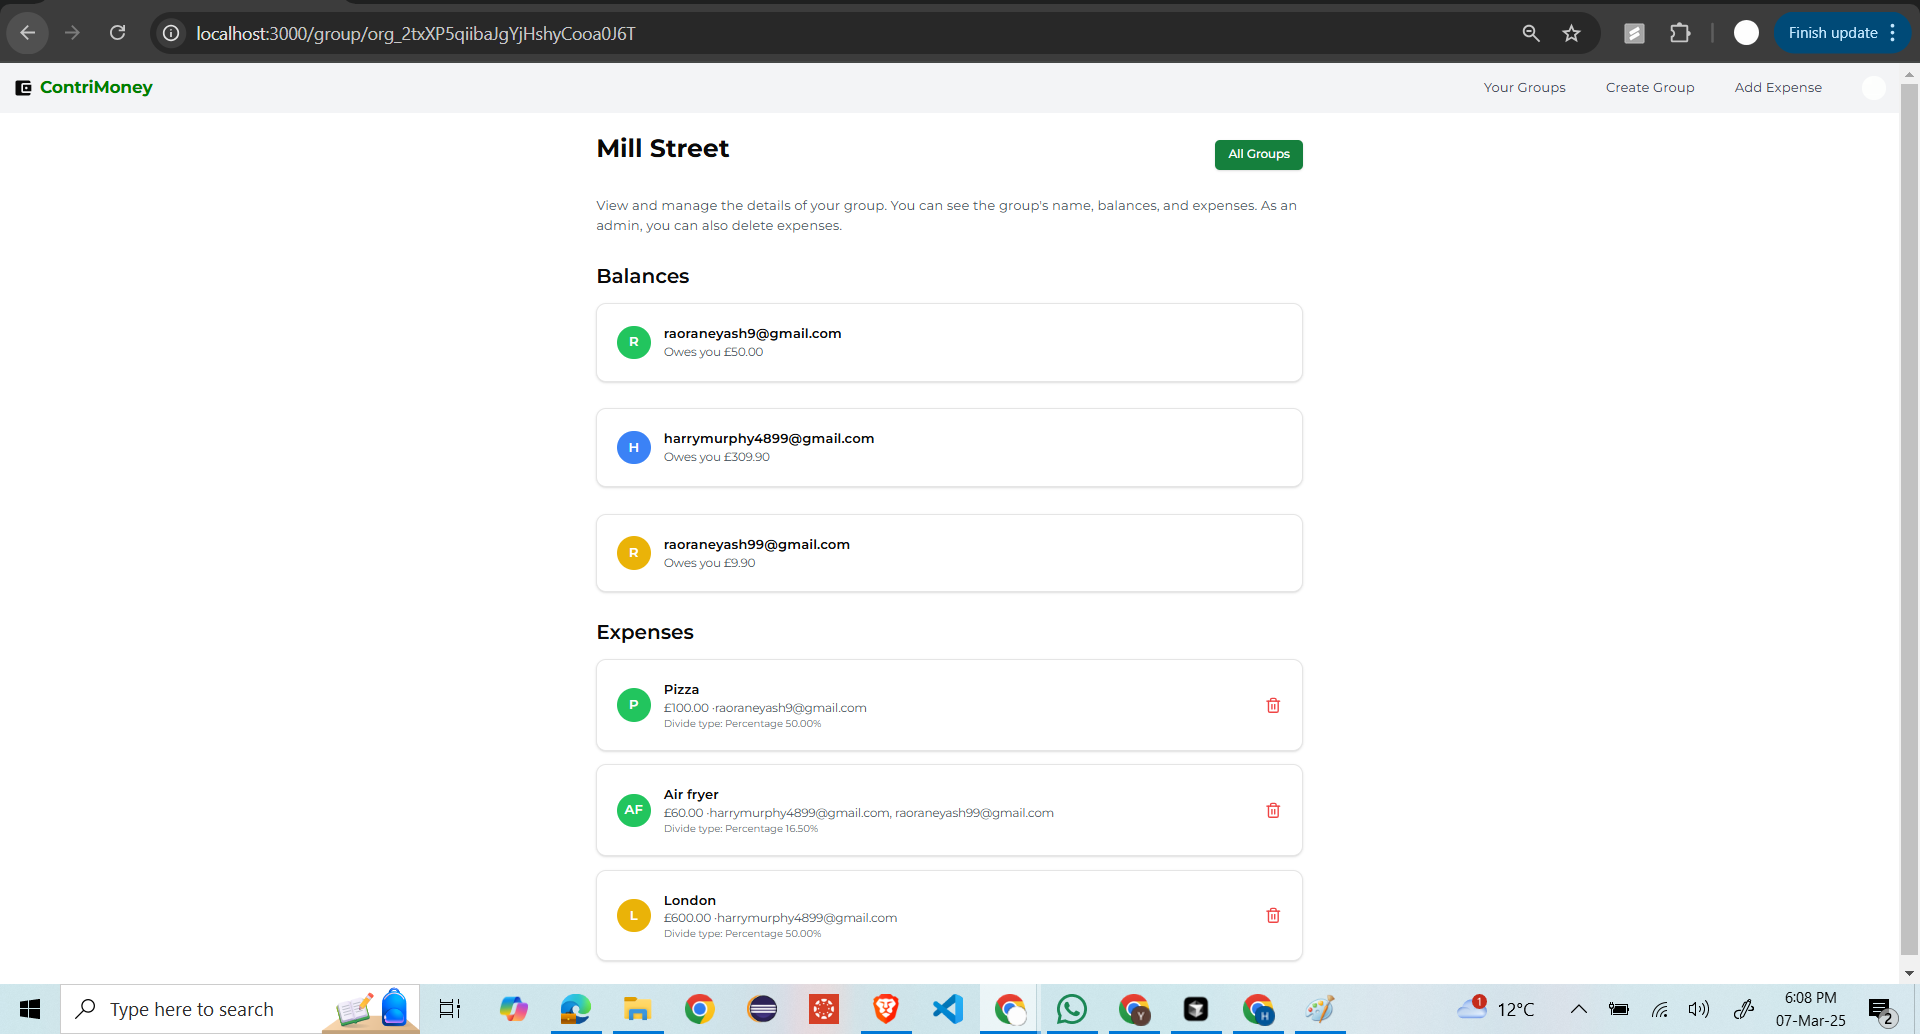 localhost:3000/group/org_2txXP5qiibaJgYjHshyCooa0J6T
Finish update
ContriMoney
Your Groups
Create Group
Add Expense
Mill Street
All Groups
View and manage the details of your group. You can see the group's name, balances, and expenses. As an
admin, you can also delete expenses.
Balances
R
raoraneyash9@gmail.com
Owes you £50.00
H
harrymurphy4899@gmail.com
Owes you £309.90
R
raoraneyash99@gmail.com
Owes you £9.90
Expenses
P
Pizza
£100.00 ·raoraneyash9@gmail.com
Divide type: Percentage 50.00%
AF
Air fryer
£60.00 ·harrymurphy4899@gmail.com, raoraneyash99@gmail.com
Divide type: Percentage 16.50%
L
London
£600.00 ·harrymurphy4899@gmail.com
Divide type: Percentage 50.00%
Type here to search
Y
H
1
12°C
6:08 PM
07-Mar-25
2